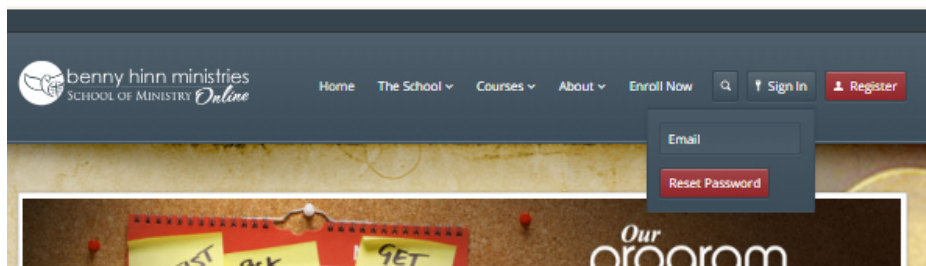 benny hinn ministries
SCHOOL OF MINISTRY Online
Home The School Courses About Enroll Now Sign In Register
Email
Reset Password
Our
program
GET